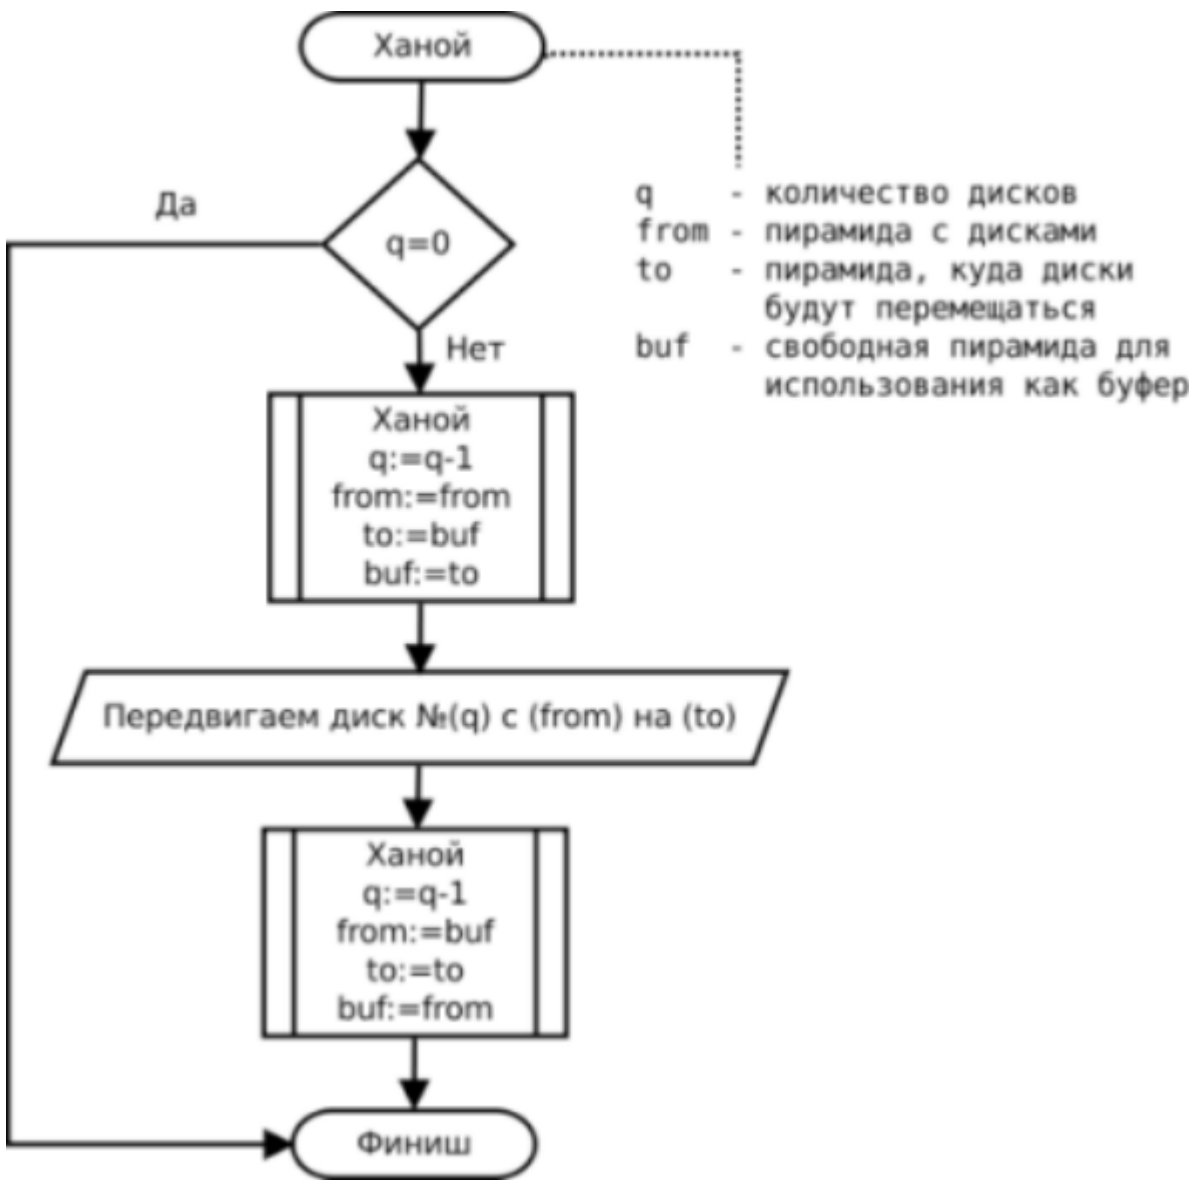 Ханой
q - количество дисков
from - пирамида с дисками
to - пирамида, куда диски
будут перемещаться
buf - свободная пирамида для
использования как буфер
Да
q=0
Нет
Ханой
q:=q-1
from:=from
to:=buf
buf:=to
Передвигаем диск №(q) с (from) на (to)
Ханой
q:=q-1
from:=buf
to:=to
buf:=from
Финиш